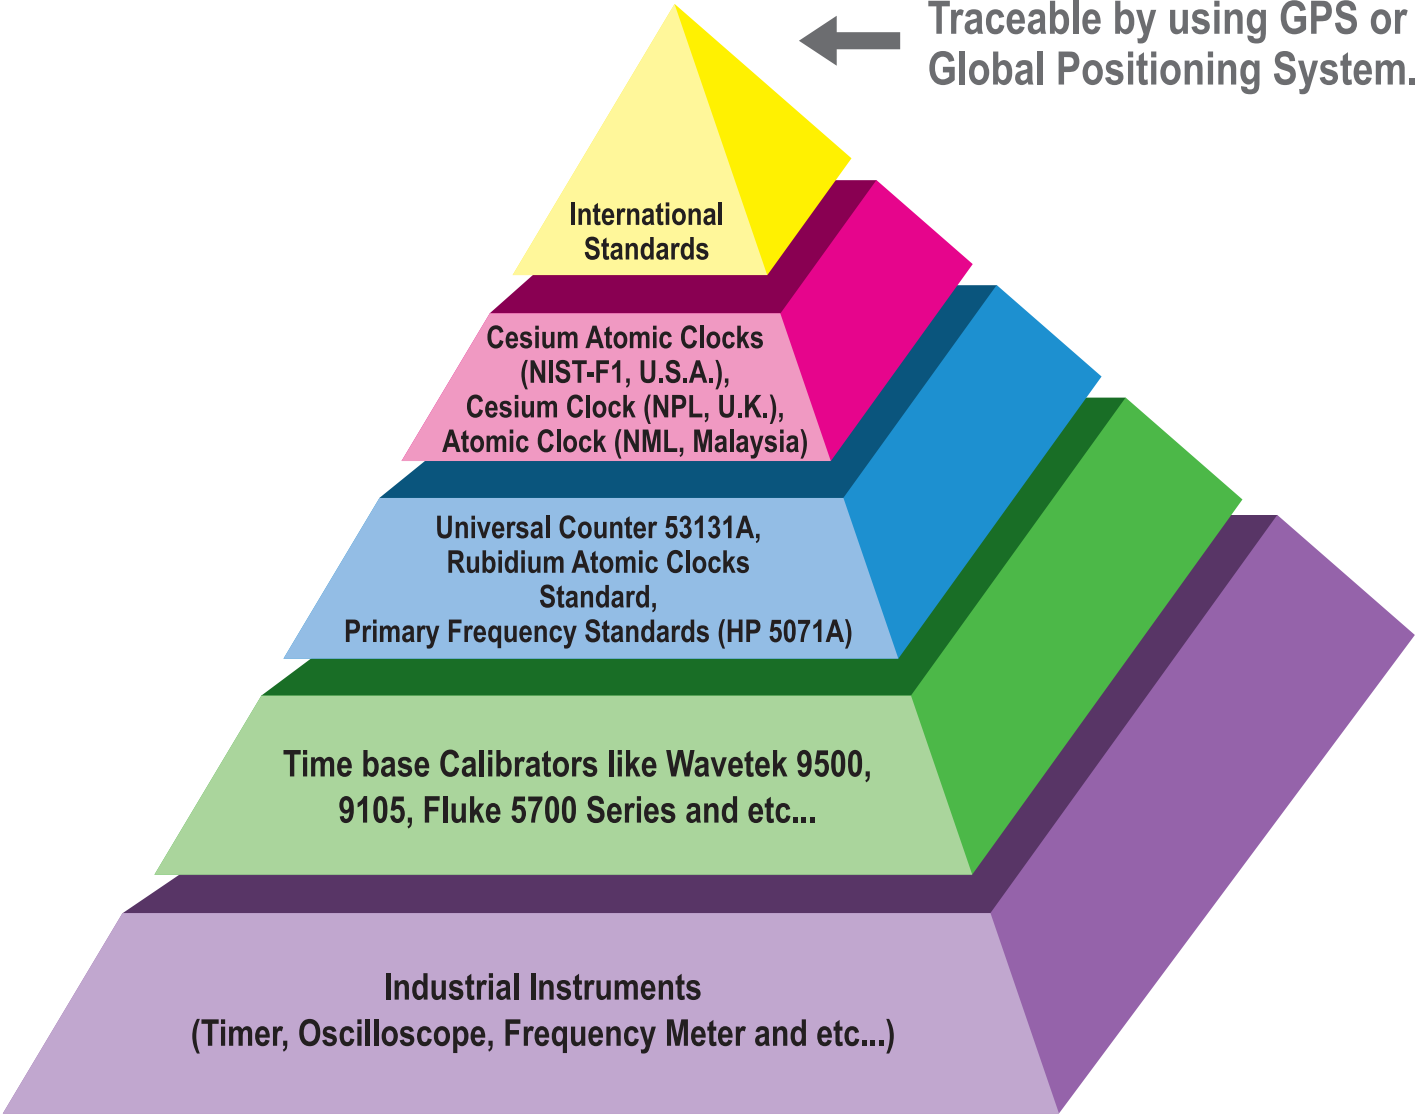 Traceable by using GPS or
Global Positioning System.
International
Standards
Cesium Atomic Clocks
(NIST-F1, U.S.A.),
Cesium Clock (NPL, U.K.),
Atomic Clock (NML, Malaysia)
Universal Counter 53131A,
Rubidium Atomic Clocks
Standard,
Primary Frequency Standards (HP 5071A)
Time base Calibrators like Wavetek 9500,
9105, Fluke 5700 Series and etc...
Industrial Instruments
(Timer, Oscilloscope, Frequency Meter and etc...)